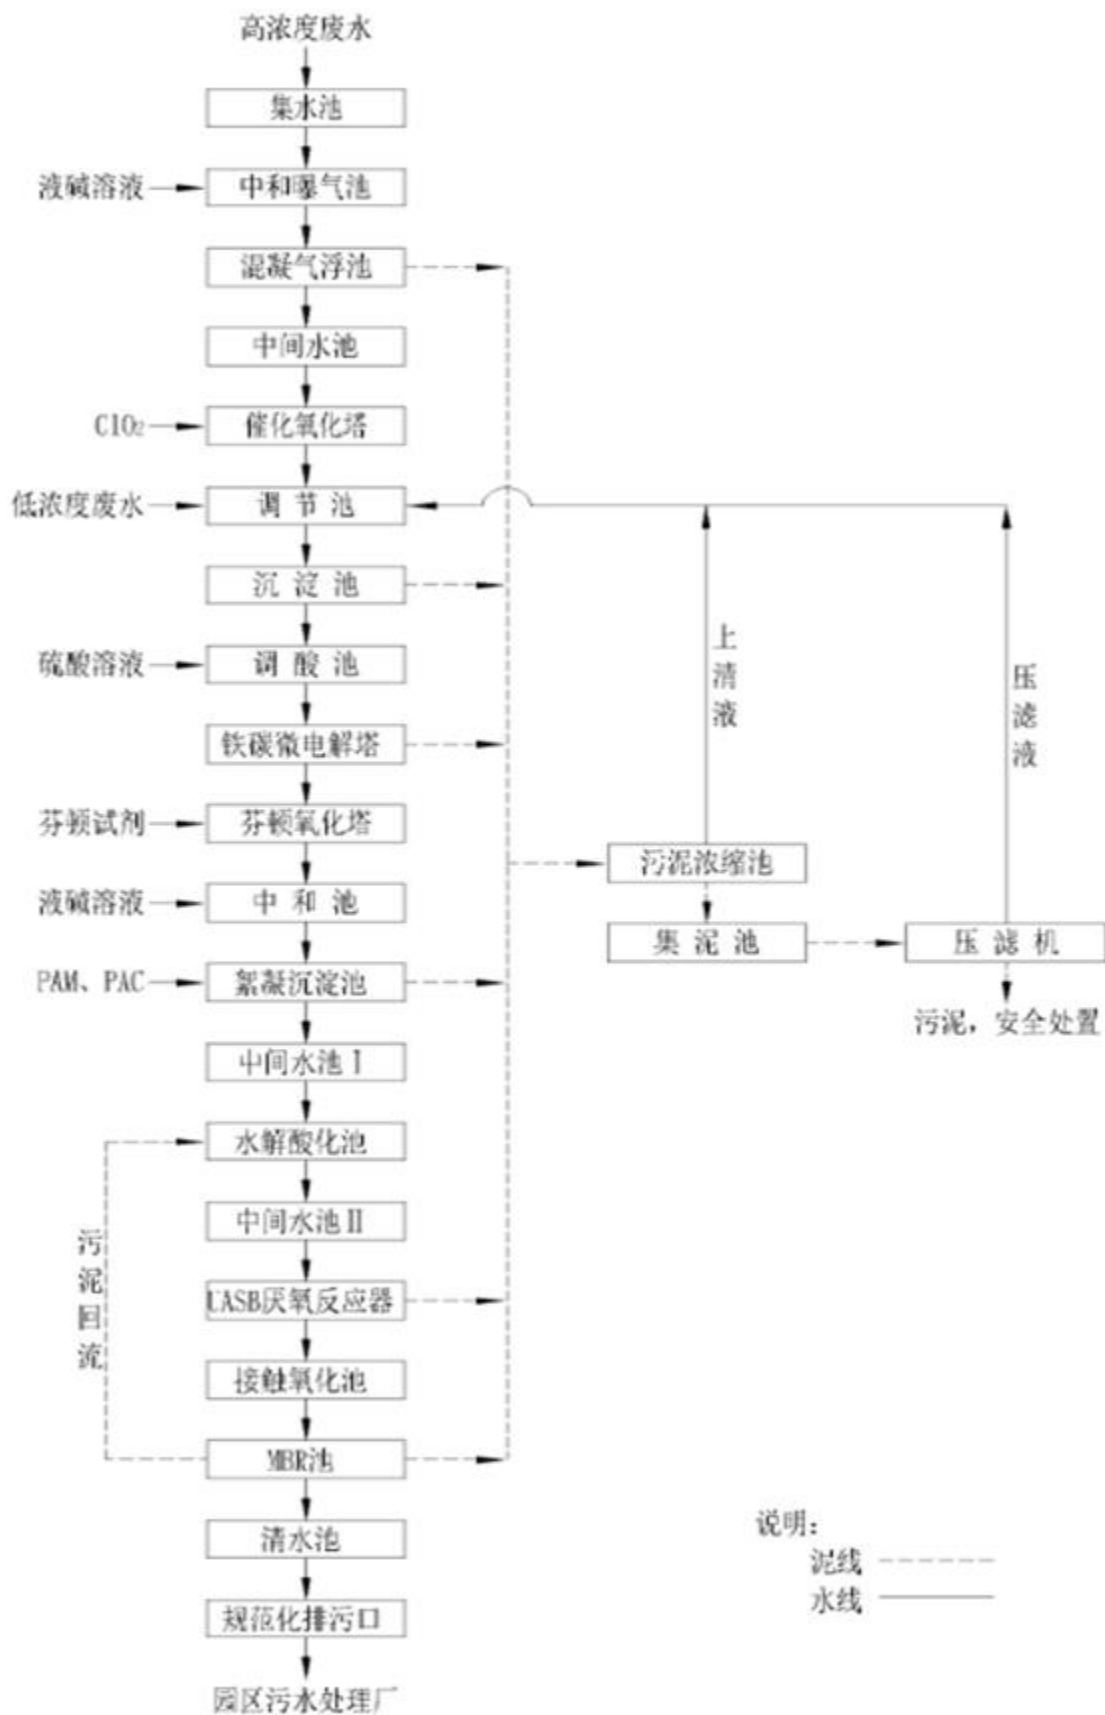 高浓度废水
集水池
液碱溶液
中和曝气池
混凝气浮池
中间水池
ClO₂
催化氧化塔
低浓度废水
调节池
沉淀池
硫酸溶液
调酸池
铁碳微电解塔
芬顿试剂
芬顿氧化塔
液碱溶液
中和池
PAM、PAC
絮凝沉淀池
中间水池Ⅰ
水解酸化池
中间水池Ⅱ
UASB厌氧反应器
接触氧化池
MBR池
清水池
规范化排污口
园区污水处理厂
污泥回流
上清液
压滤液
污泥浓缩池
集泥池
压滤机
污泥，安全处置
说明：
泥线
水线